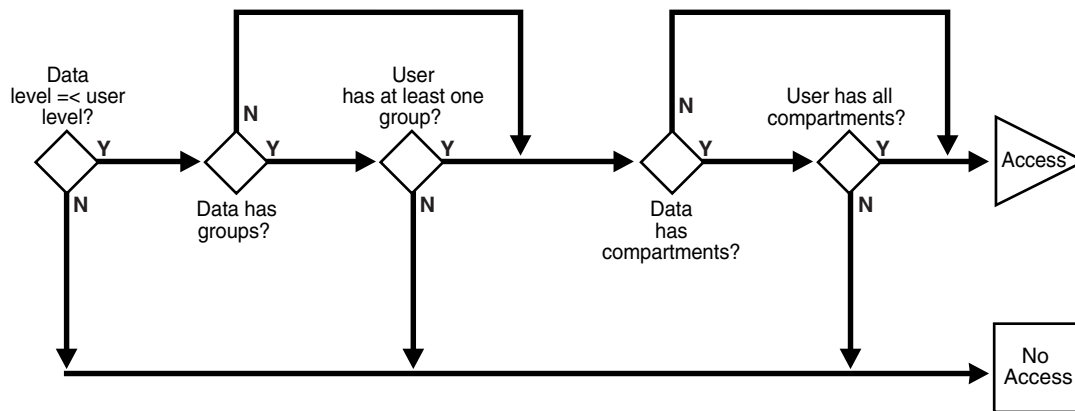 Data
level =< user
level?
Y
N
N
Y
Data has
groups?
User
has at least one
group?
Y
N
N
Y
Data
has
compartments?
User has all
compartments?
Y
N
Access
No
Access